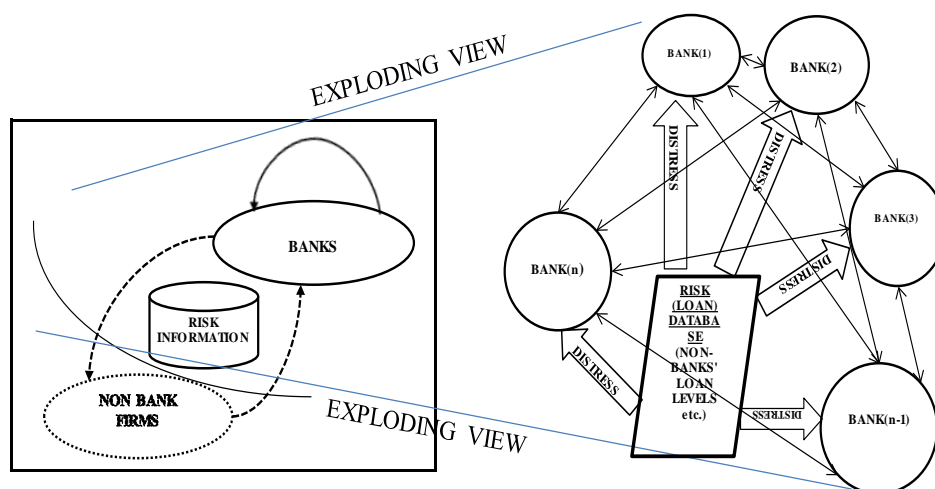 EXPLODING VIEW
BANKS
RISK
INFORMATION
NON BANK
FIRMS
EXPLODING VIEW
BANK(1)
BANK(2)
BANK(3)
BANK(n)
BANK(n-1)
DISTRESS
DISTRESS
DISTRESS
DISTRESS
DISTRESS
RISK
(LOAN)
DATABA
SE
(NON-
BANKS'
LOAN
LEVELS
etc.)